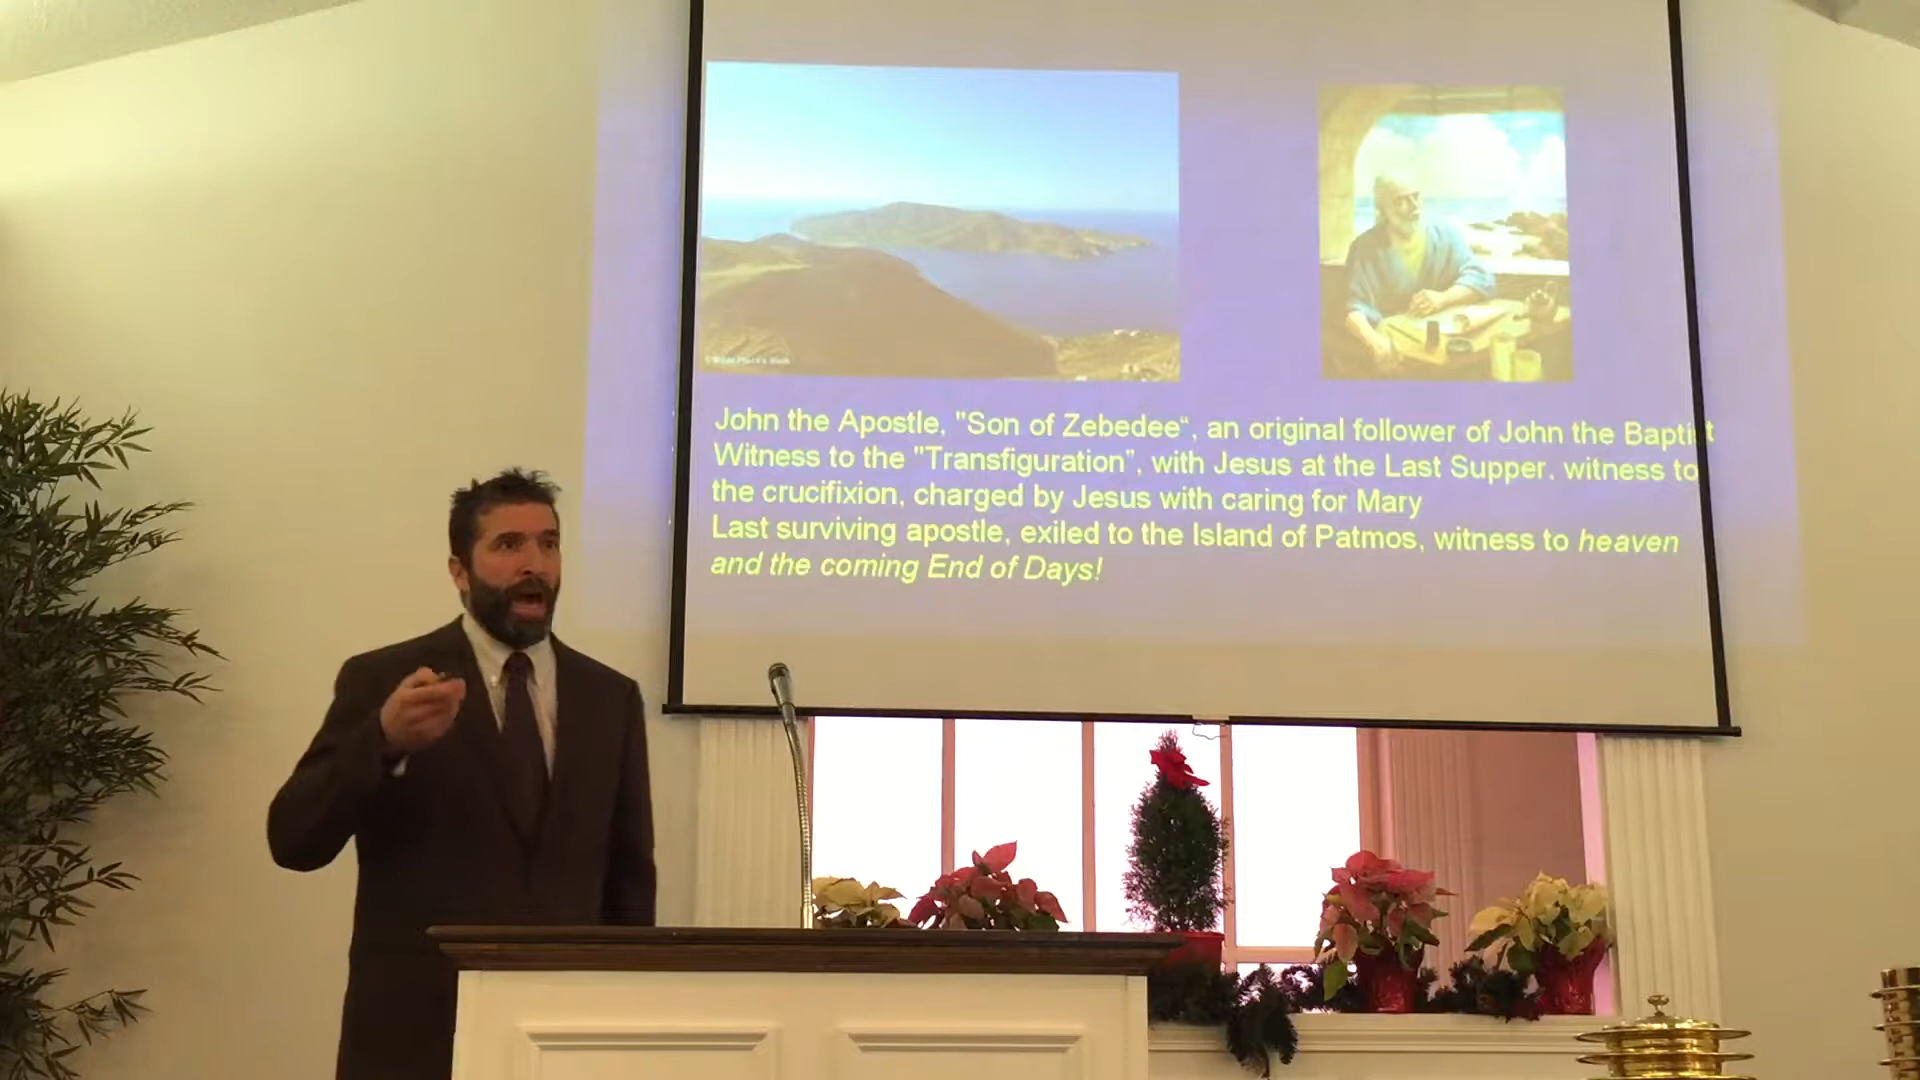 John the Apostle, "Son of Zebedee“, an original follower of John the Baptist
Witness to the "Transfiguration", with Jesus at the Last Supper, witness to
the crucifixion, charged by Jesus with caring for Mary
Last surviving apostle, exiled to the Island of Patmos, witness to heaven
and the coming End of Days!